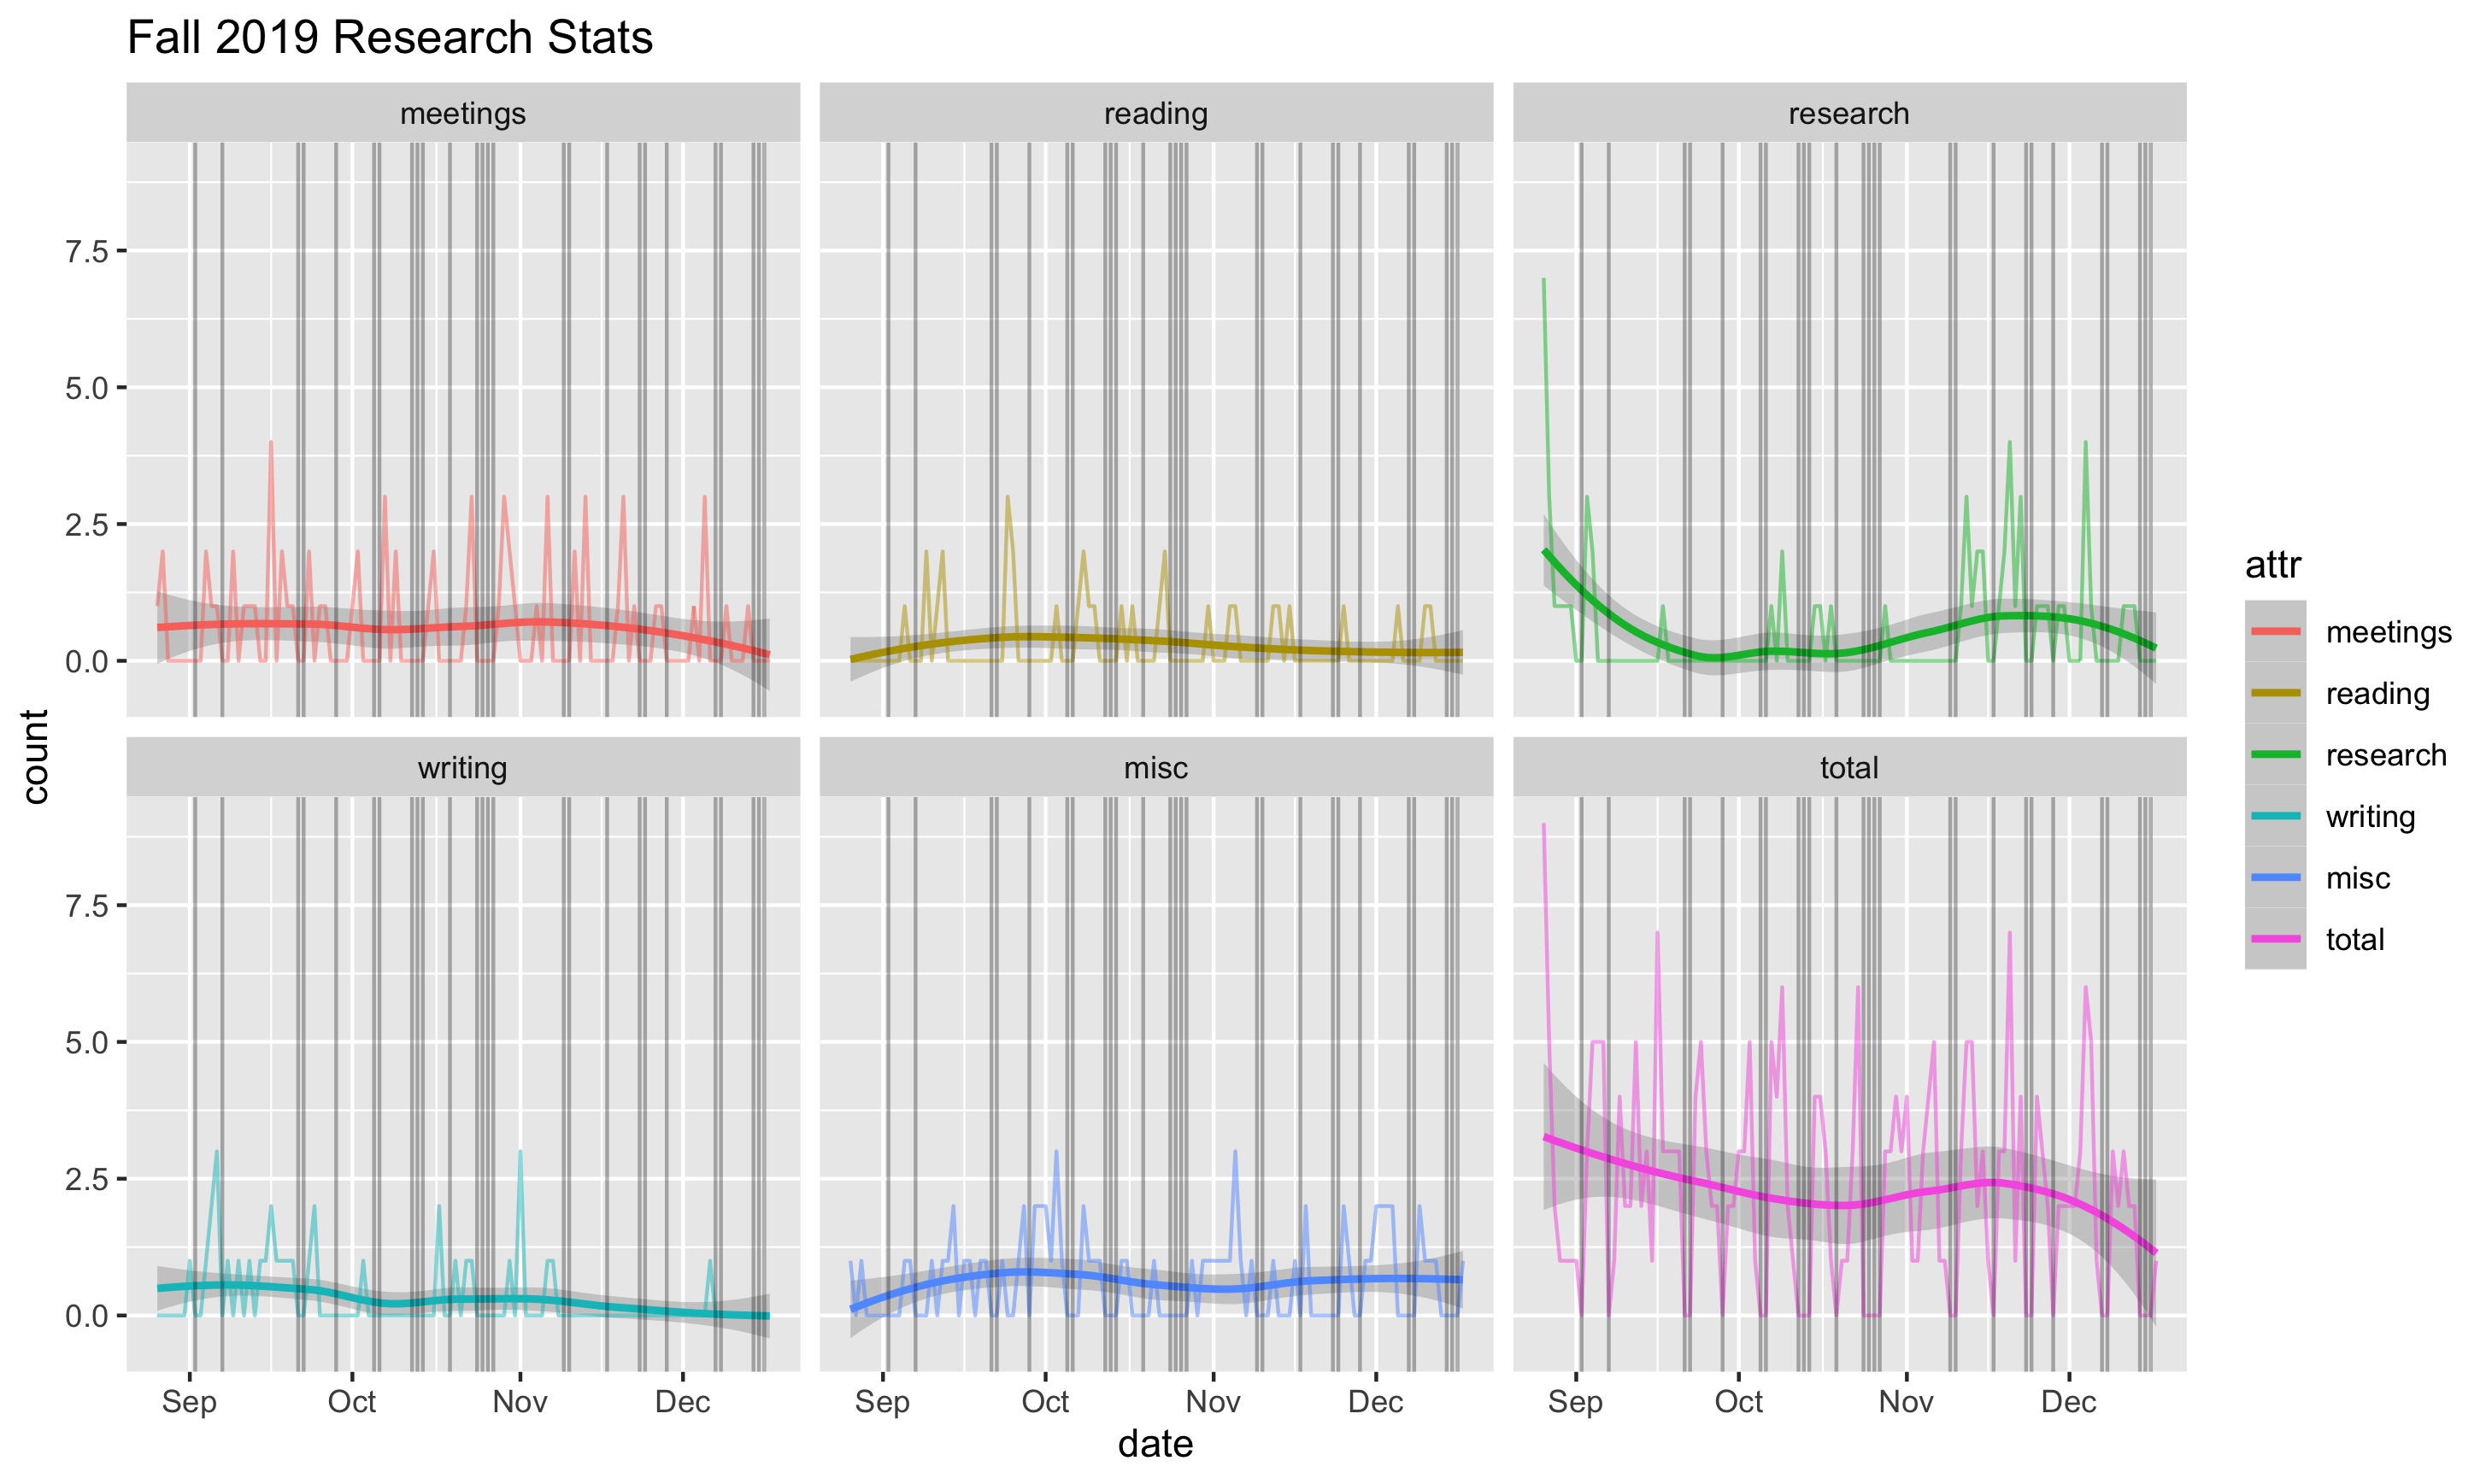 Fall 2019 Research Stats
meetings
reading
research
7.5
5.0
2.5
0.0
count
writing
misc
total
7.5
5.0
2.5
0.0
Sep
Oct
Nov
Dec
Sep
Oct
Nov
Dec
Sep
Oct
Nov
Dec
date
attr
meetings
reading
research
writing
misc
total